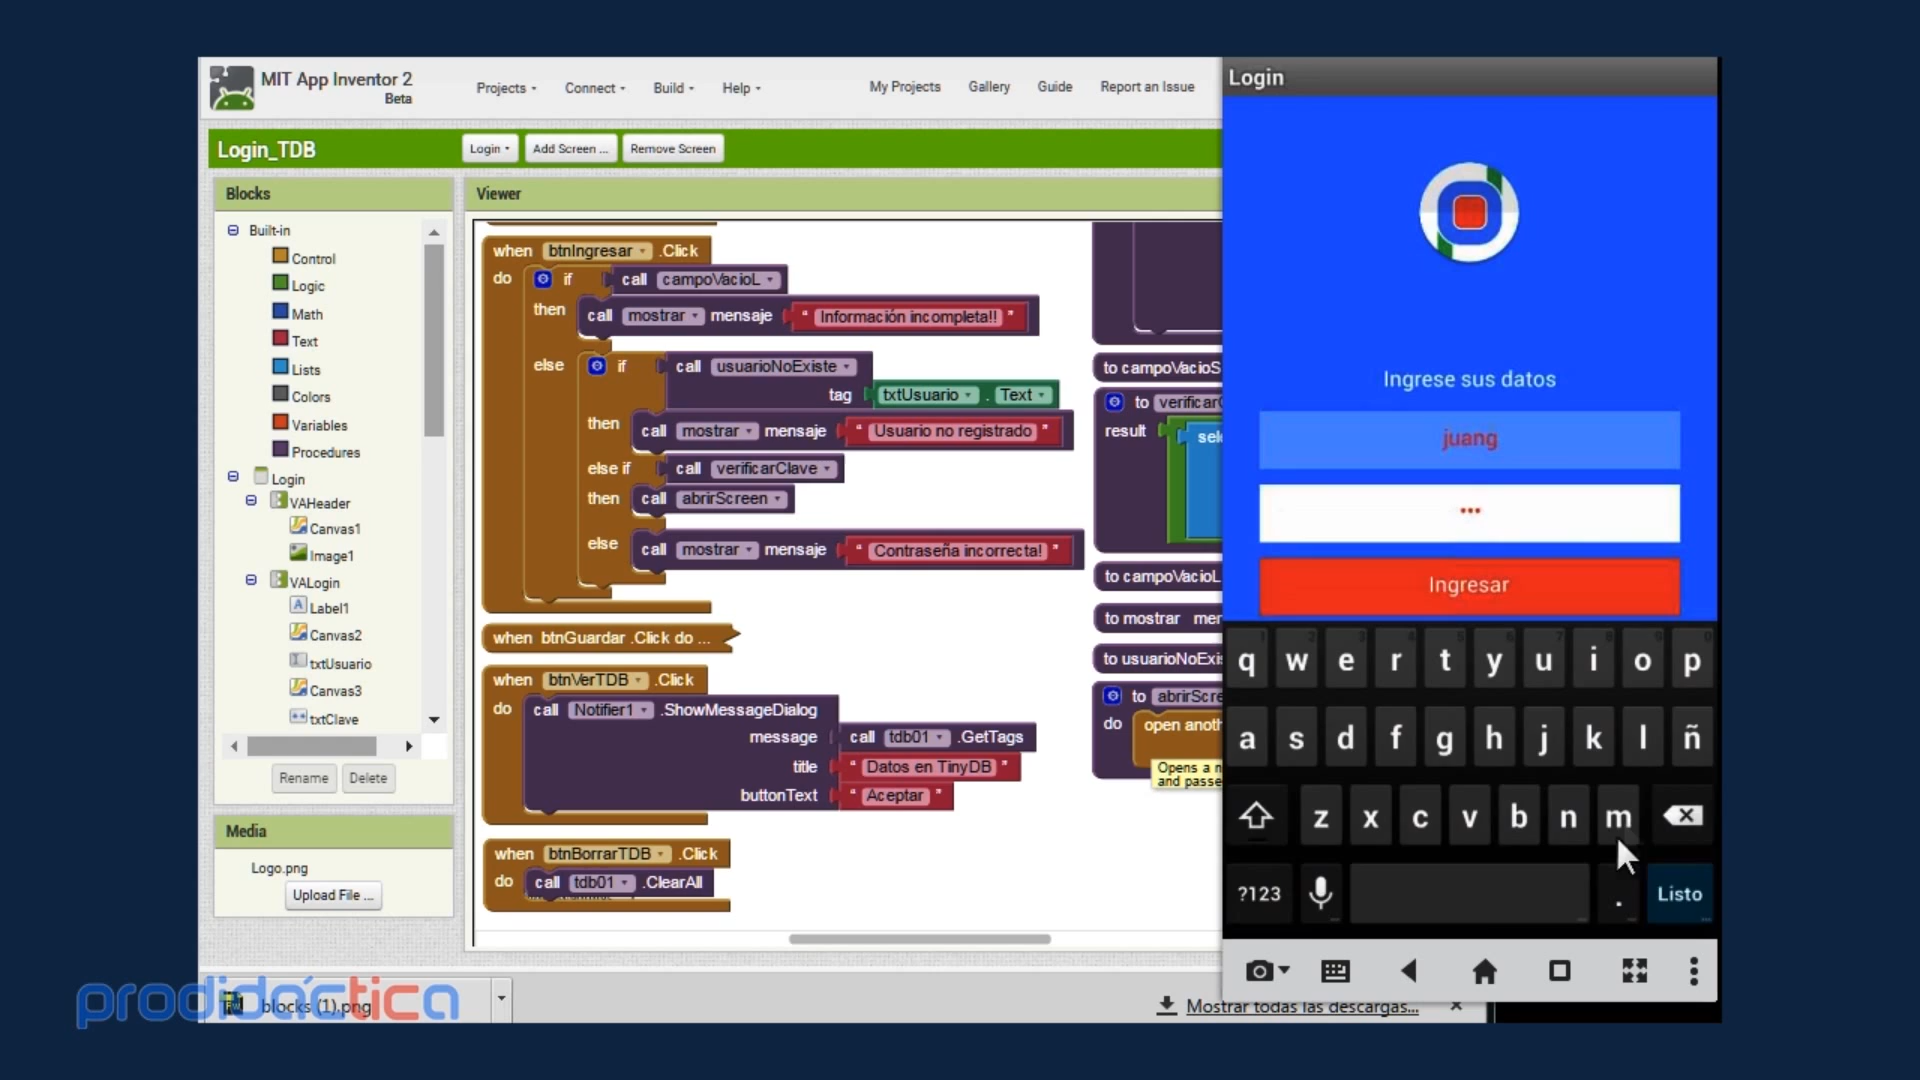 MIT App Inventor 2
Beta
Projects
Connect
Build
Help
My Projects
Gallery
Guide
Report an Issue
Login_TDB
Login
Add Screen ...
Remove Screen
Blocks
Built-in
Control
Logic
Math
Text
Lists
Colors
Variables
Procedures
Login
VAHeader
Canvas1
Image1
VALogin
Label1
Canvas2
txtUsuario
Canvas3
txtClave
Rename
Delete
Media
Logo.png
Upload File ...
Viewer
when btnIngresar .Click
do if call campoVacioL
then call mostrar mensaje " Información incompleta!! "
else if call usuarioNoExiste
tag txtUsuario . Text
then call mostrar mensaje " Usuario no registrado "
else if call verificarClave
then call abrirScreen
else call mostrar mensaje " Contraseña incorrecta! "
when btnGuardar .Click do ...
when btnVerTDB .Click
do call Notifier1 .ShowMessageDialog
message call tdb01 .GetTags
title " Datos en TinyDB "
buttonText " Aceptar "
when btnBorrarTDB .Click
do call tdb01 .ClearAll
to campoVacioS
to verificarC
result sele
to campoVacioL
to mostrar men
to usuarioNoExis
to abrirScre
do open anoth
Opens a n
and passe
Login
Ingrese sus datos
juang
•••
Ingresar
q w e r t y u i o p
a s d f g h j k l ñ
z x c v b n m
?123 . Listo
prodidáctica
blocks (1).png
Mostrar todas las descargas...